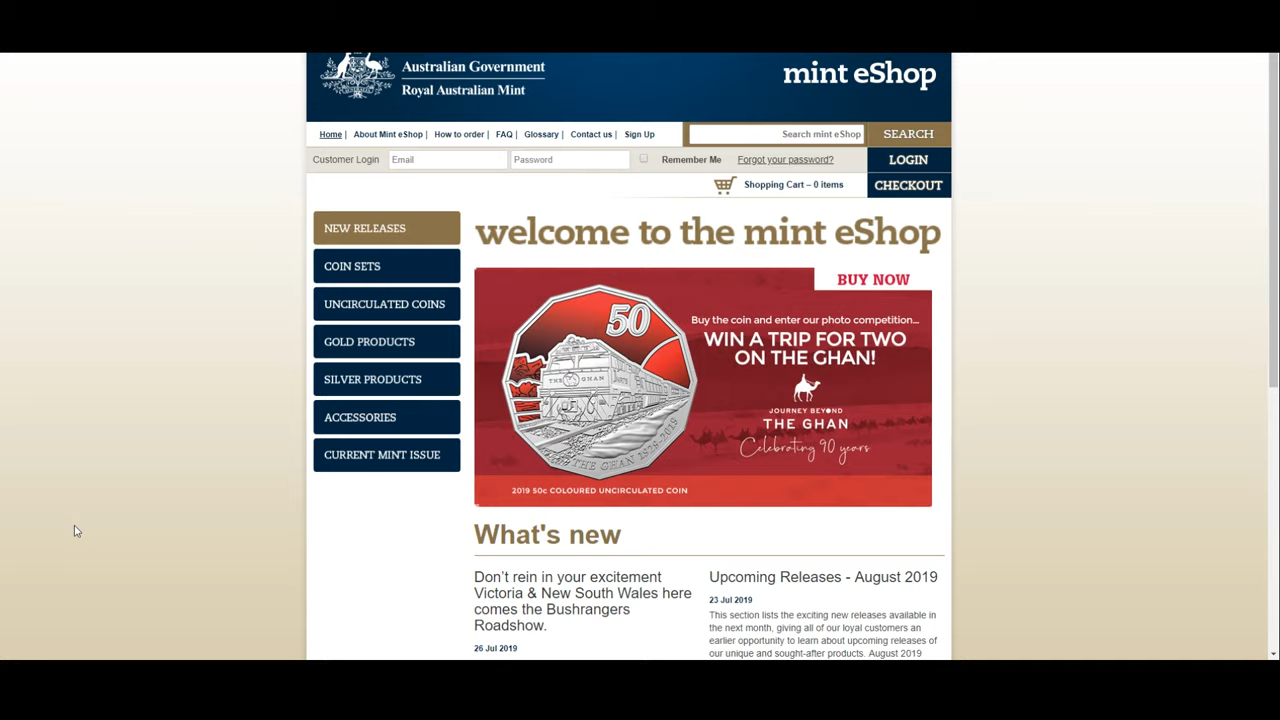 Australian Government
Royal Australian Mint
mint eShop
Home | About Mint eShop | How to order | FAQ | Glossary | Contact us | Sign Up
Search mint eShop
SEARCH
Customer Login
Email
Password
Remember Me
Forgot your password?
LOGIN
Shopping Cart – 0 items
CHECKOUT
NEW RELEASES
COIN SETS
UNCIRCULATED COINS
GOLD PRODUCTS
SILVER PRODUCTS
ACCESSORIES
CURRENT MINT ISSUE
welcome to the mint eShop
BUY NOW
50
THE GHAN
THE GHAN 1929-2019
Buy the coin and enter our photo competition...
WIN A TRIP FOR TWO
ON THE GHAN!
JOURNEY BEYOND
THE GHAN
Celebrating 90 years
2019 50c COLOURED UNCIRCULATED COIN
What's new
Don’t rein in your excitement
Victoria & New South Wales here
comes the Bushrangers
Roadshow.
26 Jul 2019
Upcoming Releases - August 2019
23 Jul 2019
This section lists the exciting new releases available in
the next month, giving all of our loyal customers an
earlier opportunity to learn about upcoming releases of
our unique and sought-after products. August 2019